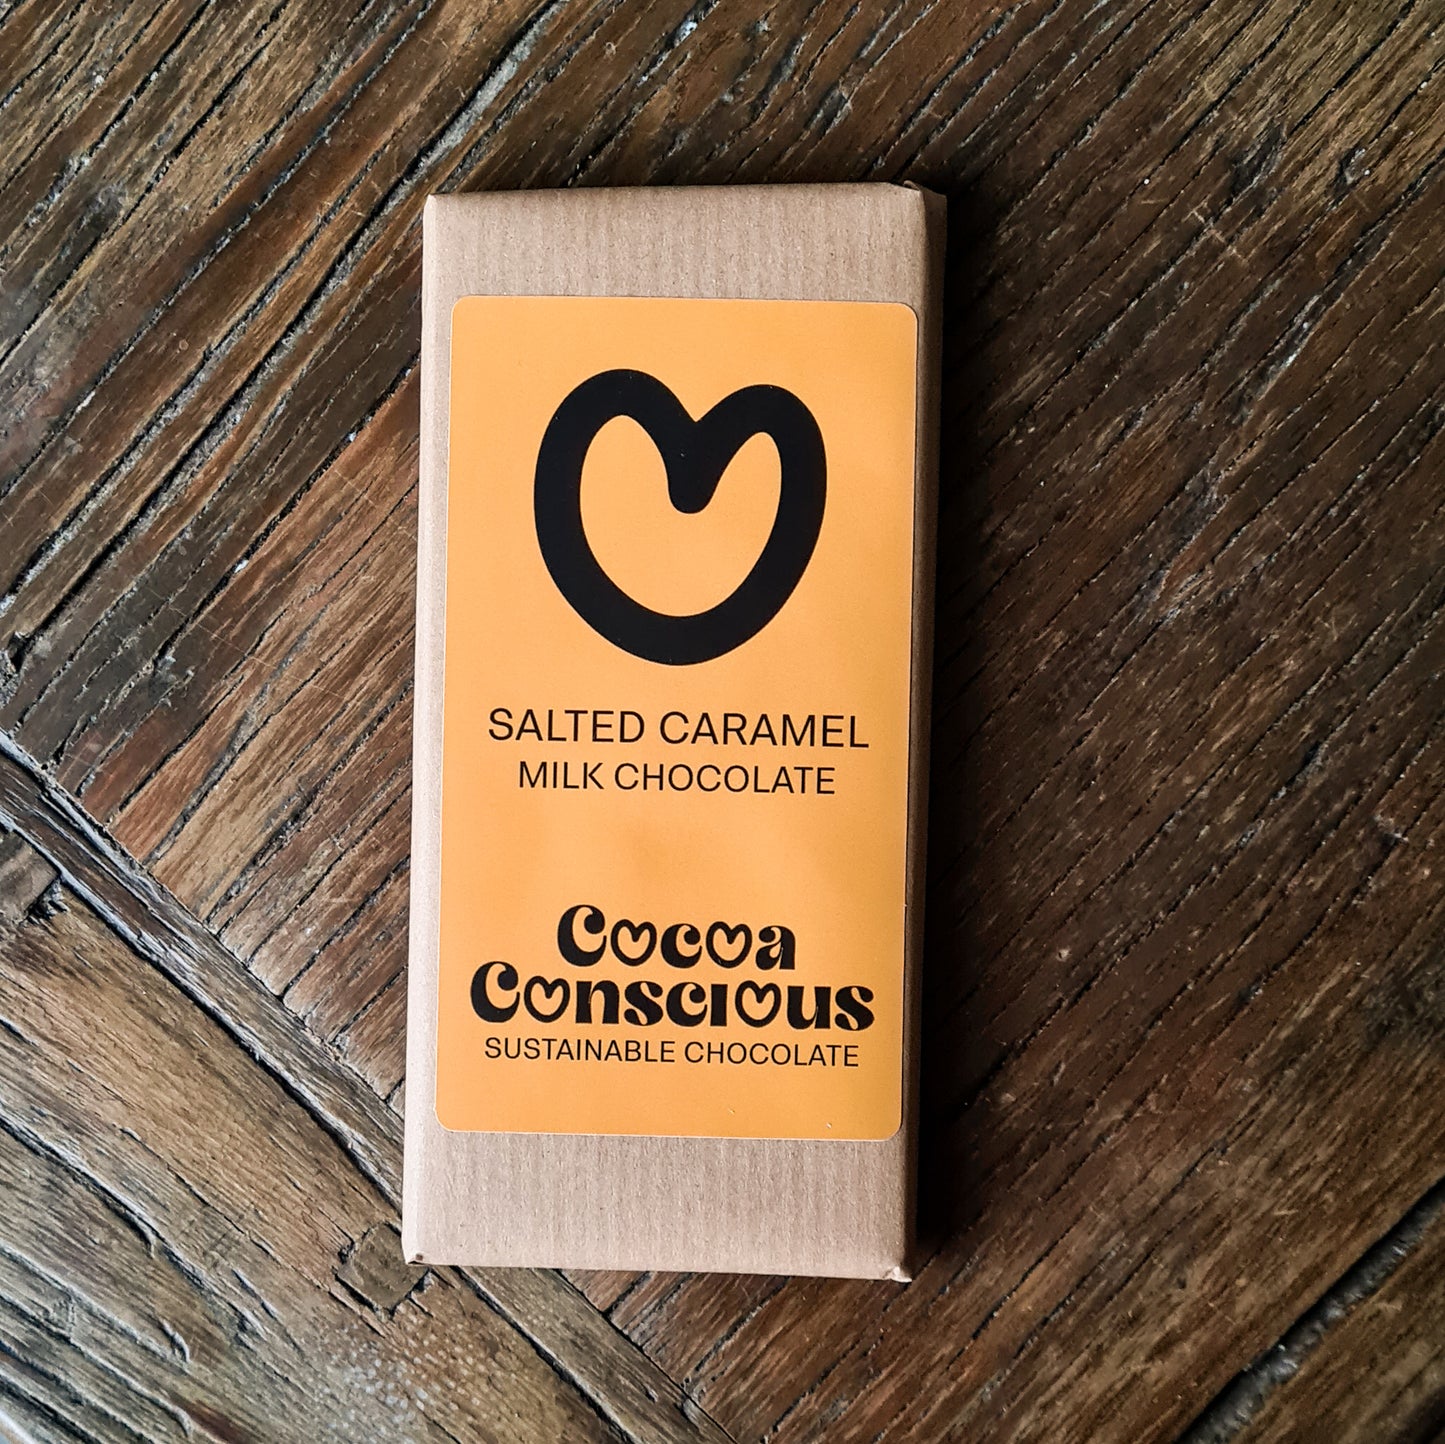 SALTED CARAMEL
MILK CHOCOLATE
Cocoa
Conscious
SUSTAINABLE CHOCOLATE